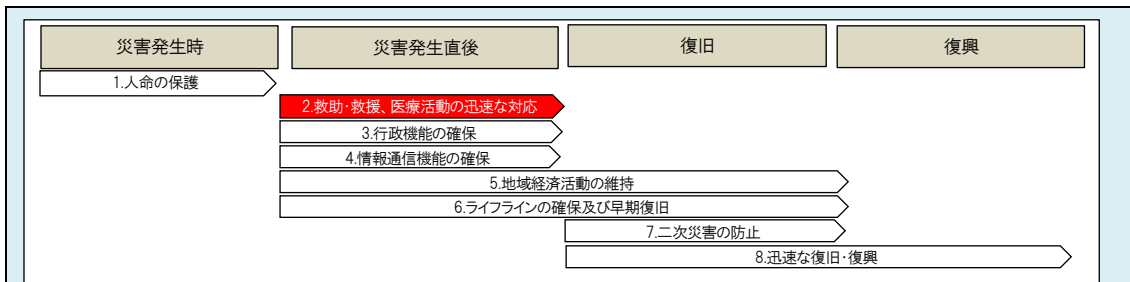 災害発生時 災害発生直後 復旧 復興
1.人命の保護
2.救助・救援、医療活動の迅速な対応
3.行政機能の確保
4.情報通信機能の確保
5.地域経済活動の維持
6.ライフラインの確保及び早期復旧
7.二次災害の防止
8.迅速な復旧・復興